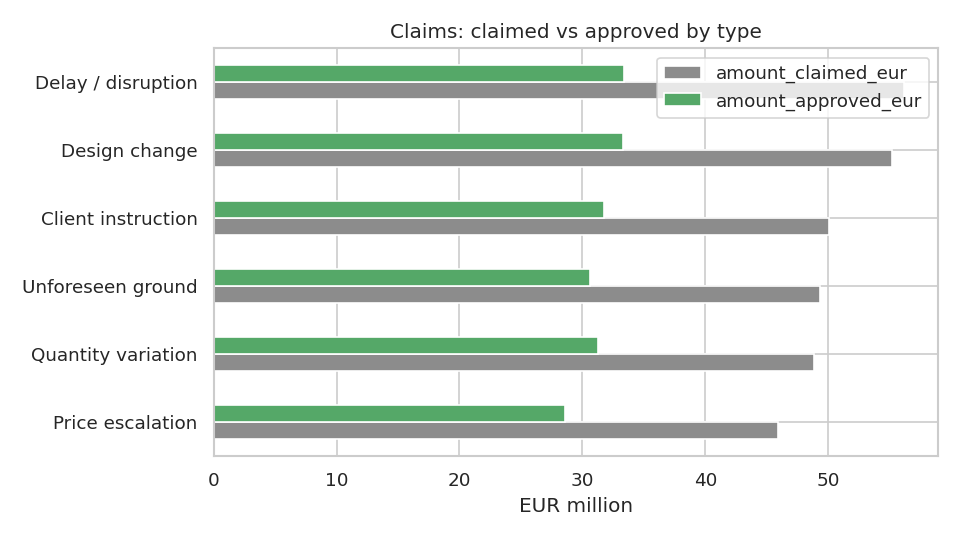 Claims: claimed vs approved by type
amount_claimed_eur
amount_approved_eur
Delay / disruption
Design change
Client instruction
Unforeseen ground
Quantity variation
Price escalation
0 10 20 30 40 50
EUR million